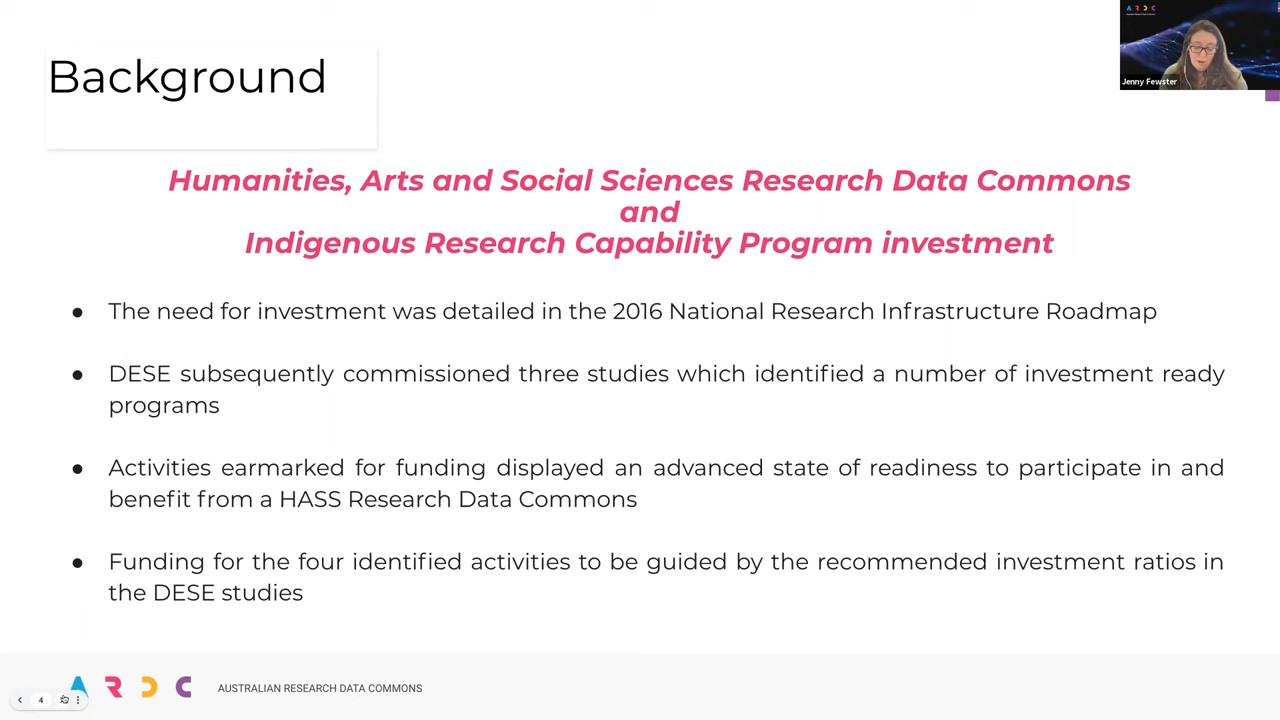 Background
A R D C
Jenny Fewster
Humanities, Arts and Social Sciences Research Data Commons
and
Indigenous Research Capability Program investment
● The need for investment was detailed in the 2016 National Research Infrastructure Roadmap
● DESE subsequently commissioned three studies which identified a number of investment ready
programs
● Activities earmarked for funding displayed an advanced state of readiness to participate in and
benefit from a HASS Research Data Commons
● Funding for the four identified activities to be guided by the recommended investment ratios in
the DESE studies
A R D C AUSTRALIAN RESEARCH DATA COMMONS
4